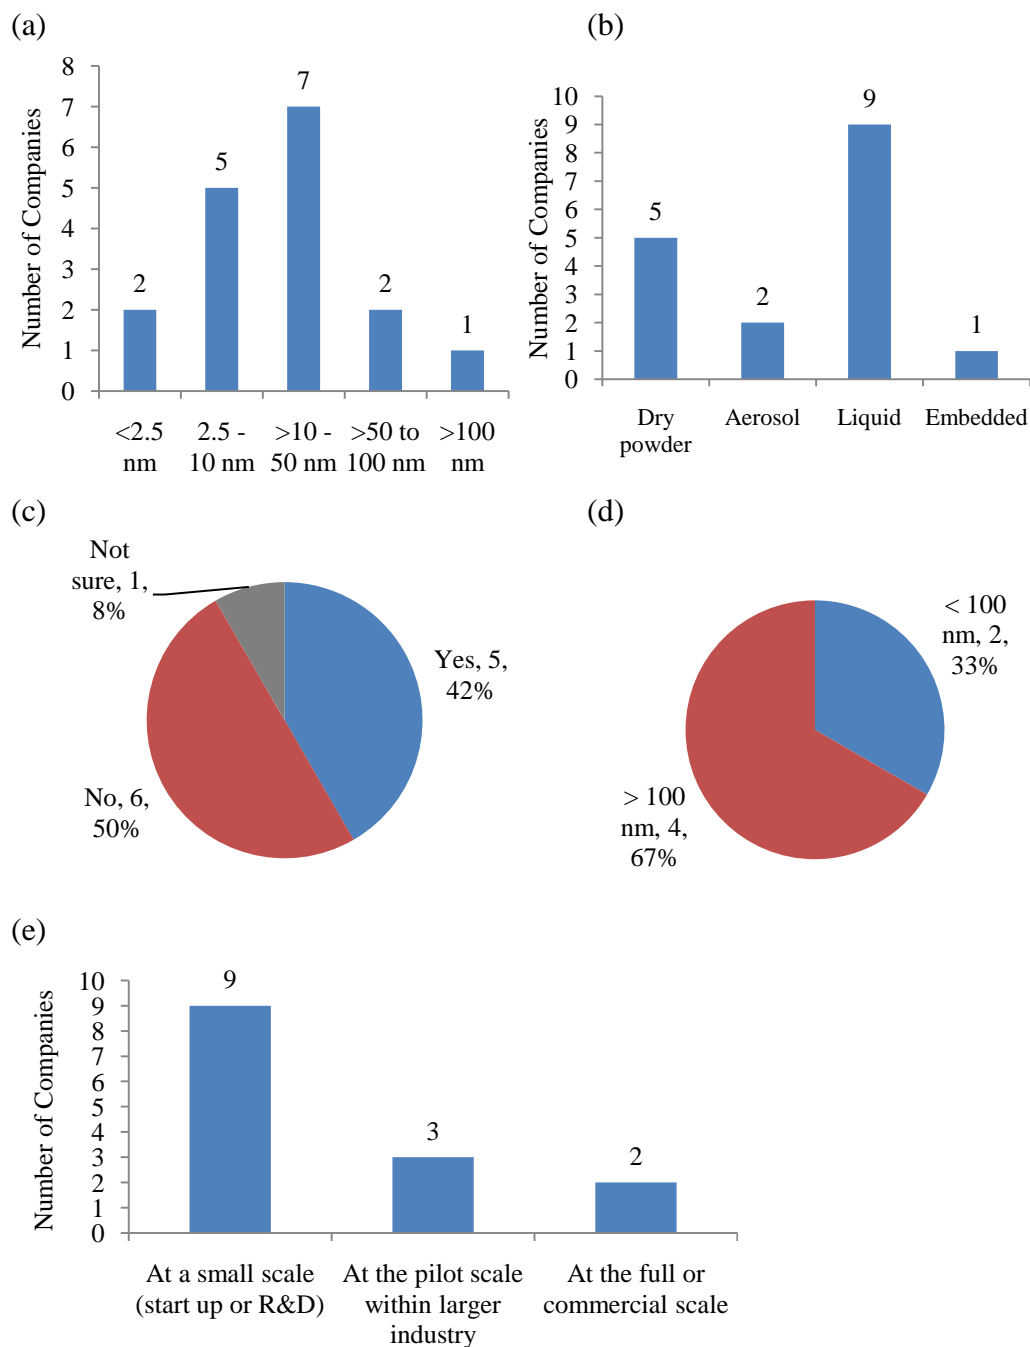 (a)
Number of Companies
8
7
6
5
4
3
2
1
0
2
5
7
2
1
<2.5
nm
2.5 -
10 nm
>10 -
50 nm
>50 to
100 nm
>100
nm
(b)
Number of Companies
10
9
8
7
6
5
4
3
2
1
0
5
2
9
1
Dry
powder
Aerosol
Liquid
Embedded
(c)
Not
sure, 1,
8%
Yes, 5,
42%
No, 6,
50%
(d)
< 100
nm, 2,
33%
> 100
nm, 4,
67%
(e)
Number of Companies
10
9
8
7
6
5
4
3
2
1
0
9
3
2
At a small scale
(start up or R&D)
At the pilot scale
within larger
industry
At the full or
commercial scale